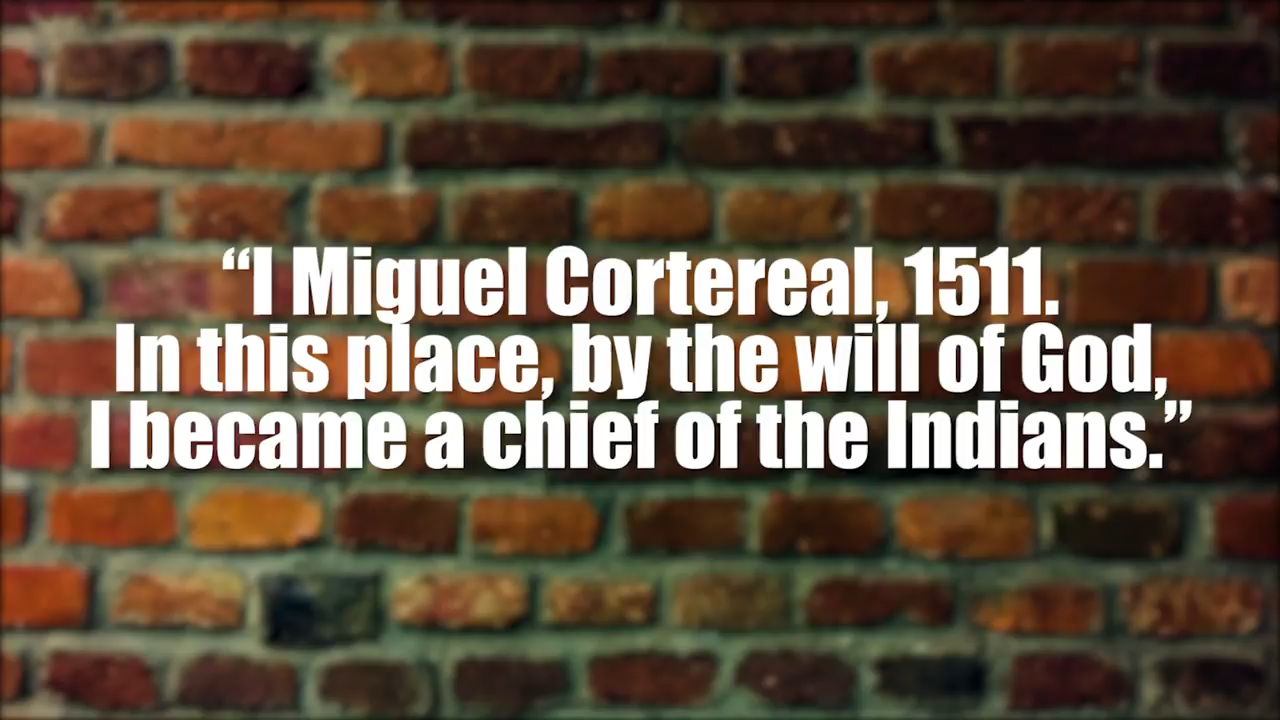 “I Miguel Cortereal, 1511.
In this place, by the will of God,
I became a chief of the Indians.”